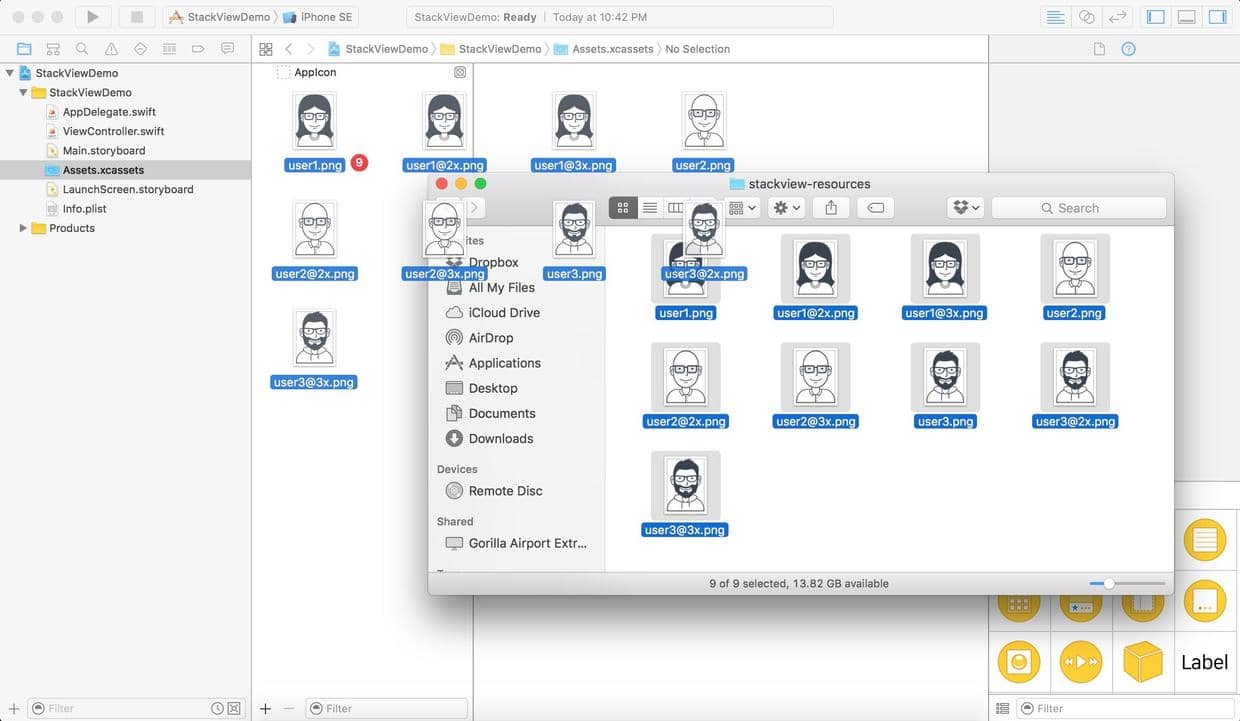 StackViewDemo iPhone SE
StackViewDemo: Ready Today at 10:42 PM
StackViewDemo StackViewDemo Assets.xcassets No Selection
StackViewDemo
StackViewDemo
AppDelegate.swift
ViewController.swift
Main.storyboard
Assets.xcassets
LaunchScreen.storyboard
Info.plist
Products
Filter
AppIcon
user1.png 9 user1@2x.png user1@3x.png user2.png
user2@2x.png user2@3x.png user3.png user3@2x.png
user3@3x.png
Filter
stackview-resources
Search
Dropbox
All My Files
iCloud Drive
AirDrop
Applications
Desktop
Documents
Downloads
Devices
Remote Disc
Shared
Gorilla Airport Extr...
user1.png user1@2x.png user1@3x.png user2.png
user2@2x.png user2@3x.png user3.png user3@2x.png
user3@3x.png
9 of 9 selected, 13.82 GB available
Label
Filter